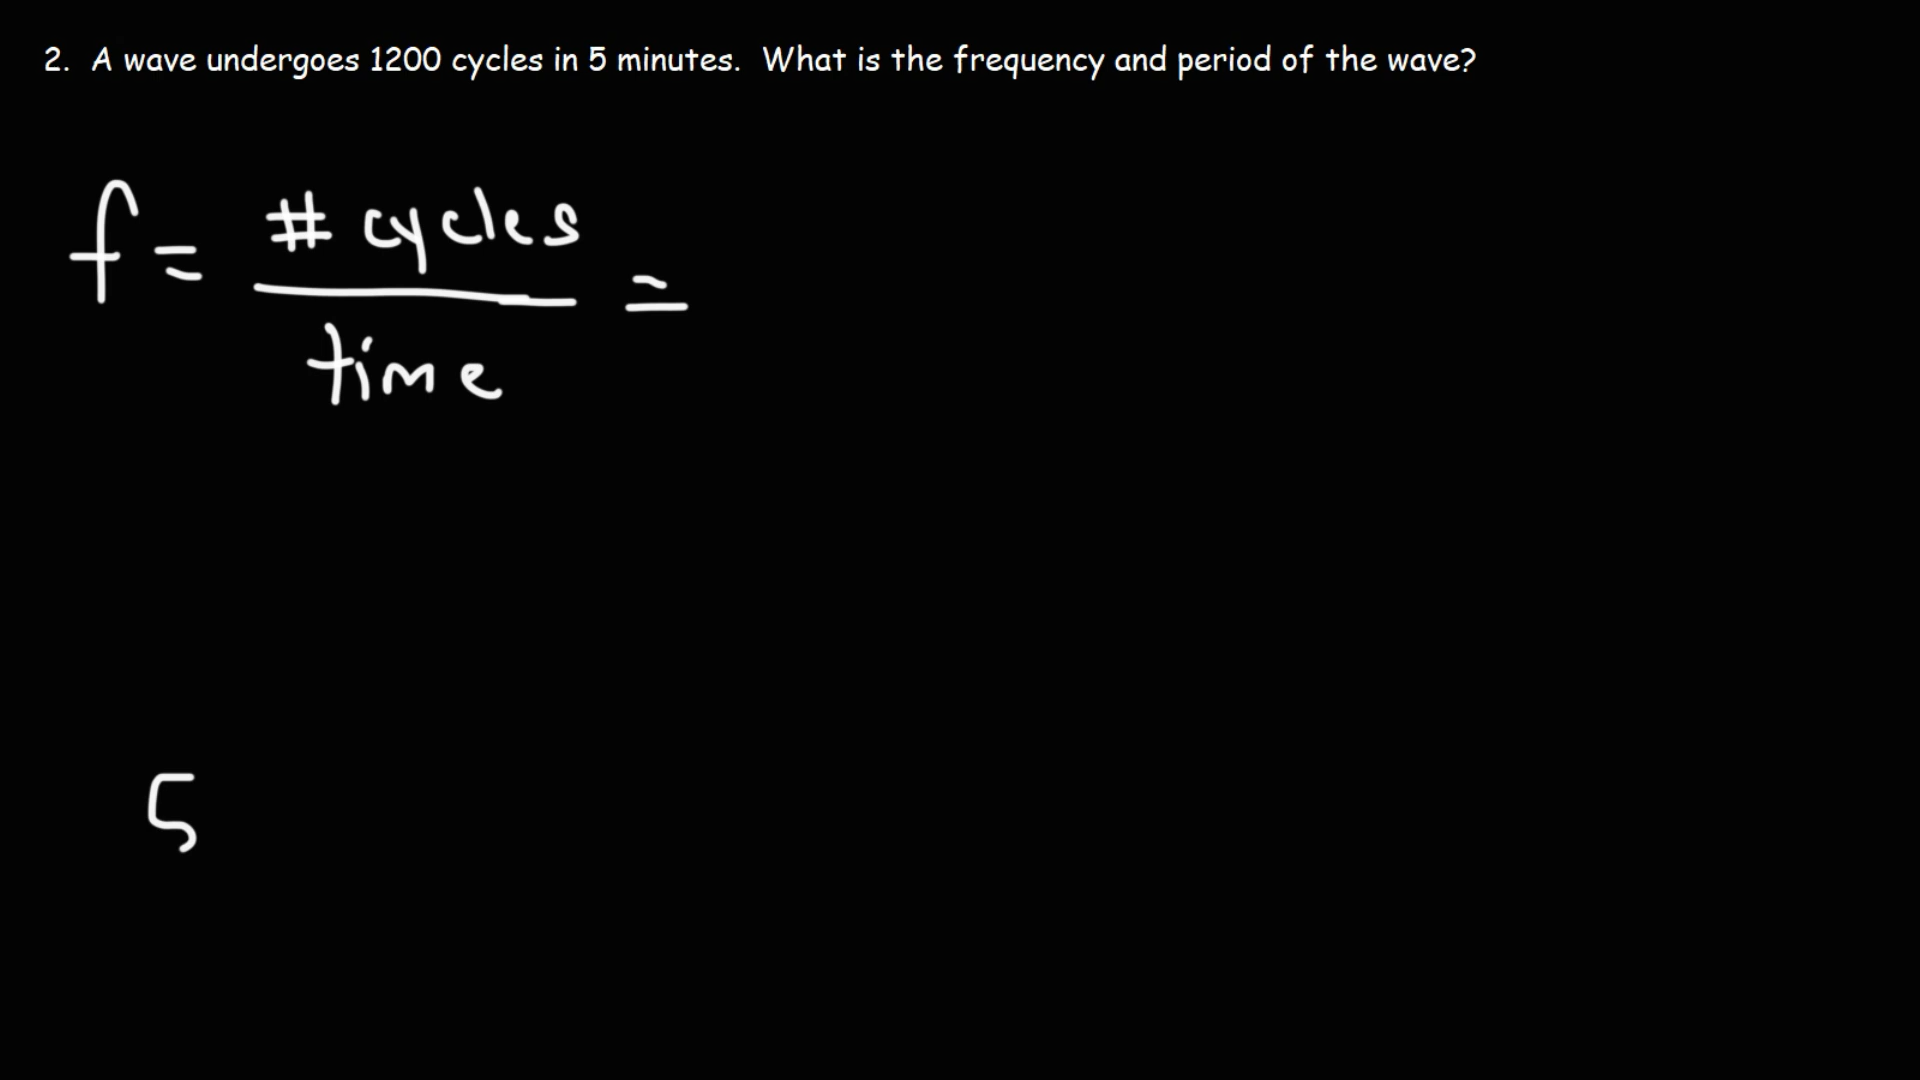 2. A wave undergoes 1200 cycles in 5 minutes. What is the frequency and period of the wave?
f = # cycles =
time
5